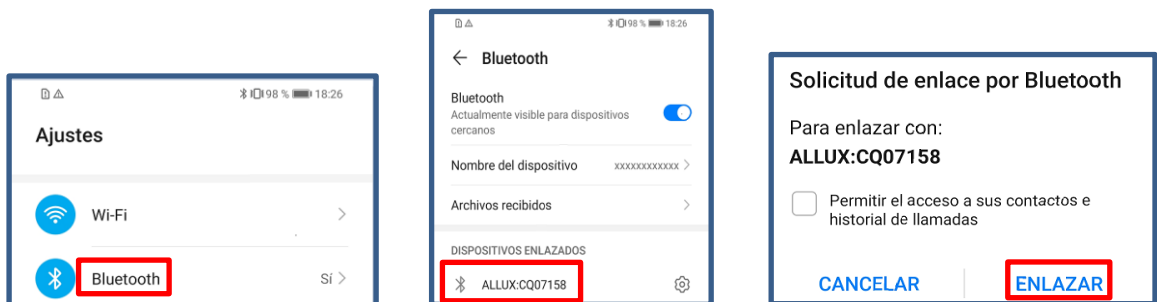 98 % 18:26
Ajustes
Wi-Fi
Bluetooth Sí
98 % 18:26
Bluetooth
Bluetooth
Actualmente visible para dispositivos
cercanos
Nombre del dispositivo xxxxxxxxxxxx
Archivos recibidos
DISPOSITIVOS ENLAZADOS
ALLUX:CQ07158
Solicitud de enlace por Bluetooth
Para enlazar con:
ALLUX:CQ07158
Permitir el acceso a sus contactos e
historial de llamadas
CANCELAR ENLAZAR